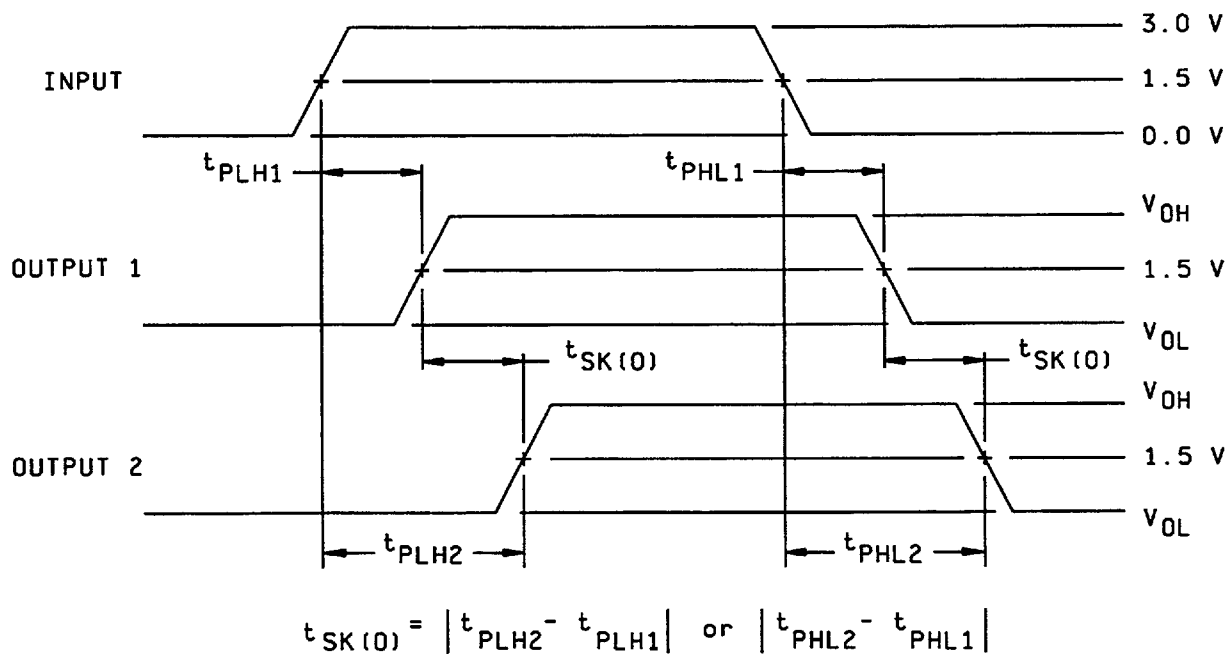 3.0 V
INPUT
1.5 V
0.0 V
tPLH1
tPHL1
VOH
OUTPUT 1
1.5 V
VOL
tSK(O)
tSK(O)
VOH
OUTPUT 2
1.5 V
VOL
tPLH2
tPHL2
tSK(O) = |tPLH2 - tPLH1| or |tPHL2 - tPHL1|